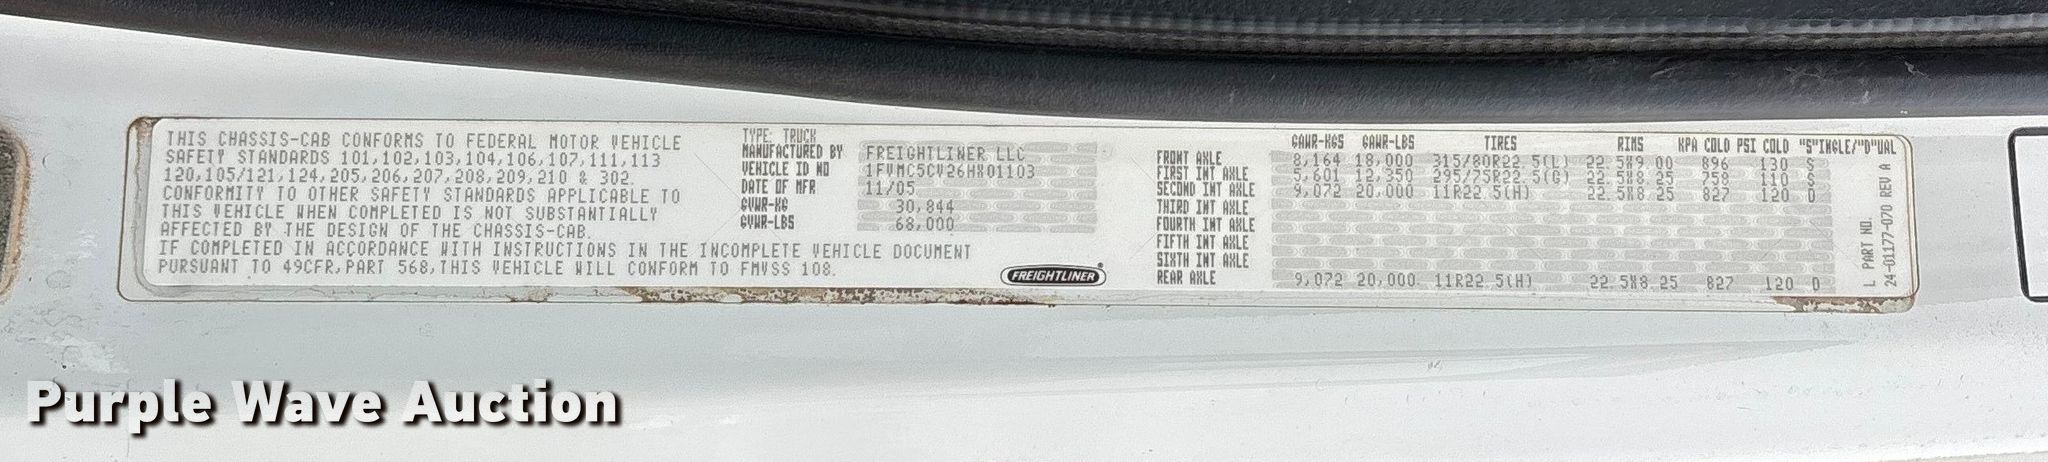 THIS CHASSIS-CAB CONFORMS TO FEDERAL MOTOR VEHICLE
SAFETY STANDARDS 101,102,103,104,106,107,111,113
120,105/121,124,205,206,207,208,209,210 & 302.
CONFORMITY TO OTHER SAFETY STANDARDS APPLICABLE TO
THIS VEHICLE WHEN COMPLETED IS NOT SUBSTANTIALLY
AFFECTED BY THE DESIGN OF THE CHASSIS-CAB.
IF COMPLETED IN ACCORDANCE WITH INSTRUCTIONS IN THE INCOMPLETE VEHICLE DOCUMENT
PURSUANT TO 49CFR,PART 568,THIS VEHICLE WILL CONFORM TO FMVSS 108.
TYPE: TRUCK
MANUFACTURED BY FREIGHTLINER LLC
VEHICLE ID NO 1FVMC5CV26HX01103
DATE OF MFR 11/05
GVWR-KG 30,844
GVWR-LBS 68,000
FREIGHTLINER
GAWR-KGS GAWR-LBS TIRES RIMS KPA COLD PSI COLD "S"INGLE/"D"UAL
FRONT AXLE 8,164 18,000 315/80R22.5(L) 22.5X9.00 896 130 S
FIRST INT AXLE 5,601 12,350 295/75R22.5(G) 22.5X8.25 758 110 S
SECOND INT AXLE 9,072 20,000 11R22.5(H) 22.5X8.25 827 120 D
THIRD INT AXLE
FOURTH INT AXLE
FIFTH INT AXLE
SIXTH INT AXLE
REAR AXLE 9,072 20,000 11R22.5(H) 22.5X8.25 827 120 D
L PART NO.
24-01177-070 REV A
Purple Wave Auction